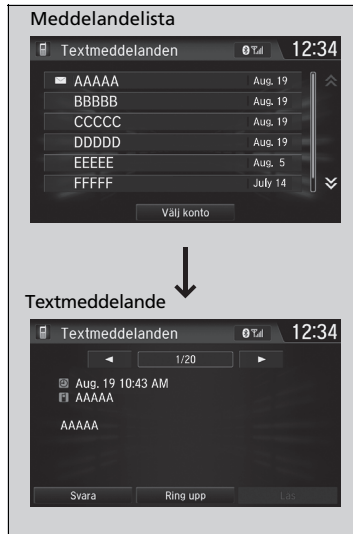 Meddelandelista
Textmeddelanden 12:34
AAAAA Aug. 19
BBBBB Aug. 19
CCCCC Aug. 19
DDDDD Aug. 19
EEEEE Aug. 5
FFFFF July 14
Välj konto
Textmeddelande
Textmeddelanden 12:34
1/20
Aug. 19 10:43 AM
AAAAA
AAAAA
Svara Ring upp Läs